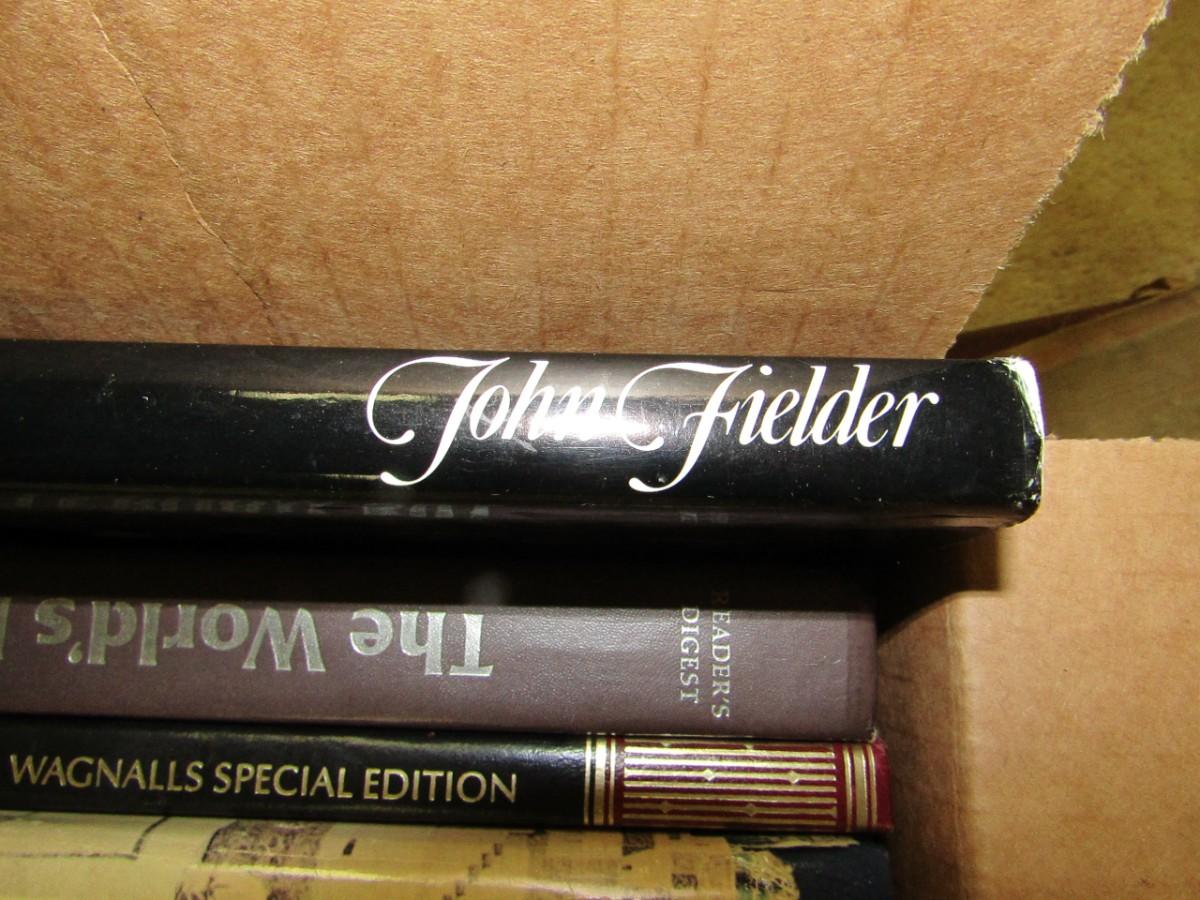 John Fielder
The World's
READER'S
DIGEST
WAGNALLS SPECIAL EDITION